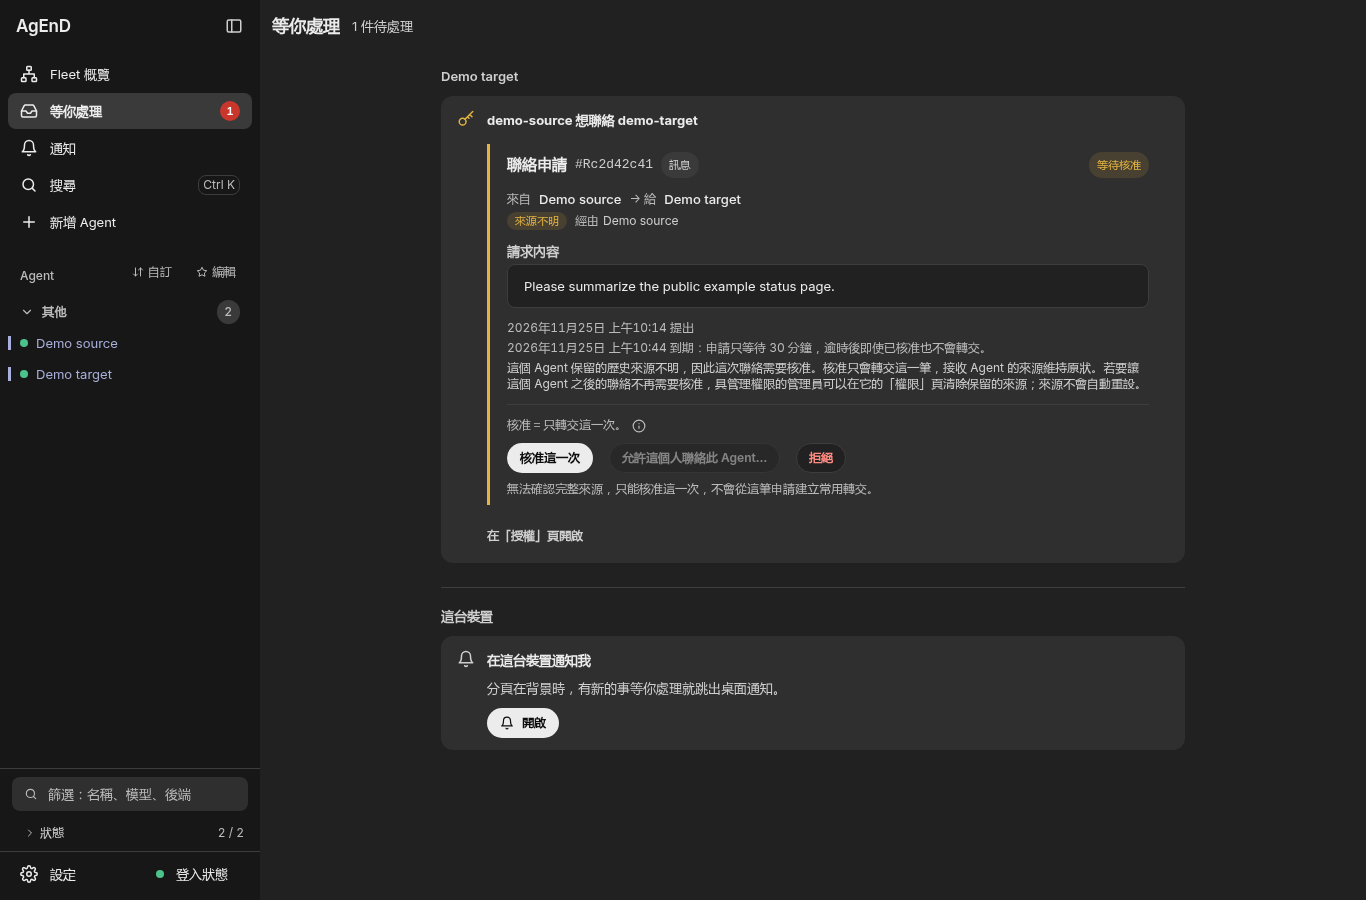 AgEnD
Fleet 概覽
等你處理 1
通知
搜尋 Ctrl K
新增 Agent
Agent 自訂 編輯
其他 2
Demo source
Demo target
篩選：名稱、模型、後端
狀態 2 / 2
設定 登入狀態
等你處理 1 件待處理
Demo target
demo-source 想聯絡 demo-target
聯絡申請 #Rc2d42c41 訊息 等待核准
來自 Demo source → 給 Demo target
來源不明 經由 Demo source
請求內容
Please summarize the public example status page.
2026年11月25日 上午10:14 提出
2026年11月25日 上午10:44 到期：申請只等待 30 分鐘，逾時後即使已核准也不會轉交。
這個 Agent 保留的歷史來源不明，因此這次聯絡需要核准。核准只會轉交這一筆，接收 Agent 的來源維持原狀。若要讓
這個 Agent 之後的聯絡不再需要核准，具管理權限的管理員可以在它的「權限」頁清除保留的來源；來源不會自動重設。
核准 = 只轉交這一次。
核准這一次 允許這個人聯絡此 Agent… 拒絕
無法確認完整來源，只能核准這一次，不會從這筆申請建立常用轉交。
在「授權」頁開啟
這台裝置
在這台裝置通知我
分頁在背景時，有新的事等你處理就跳出桌面通知。
開啟